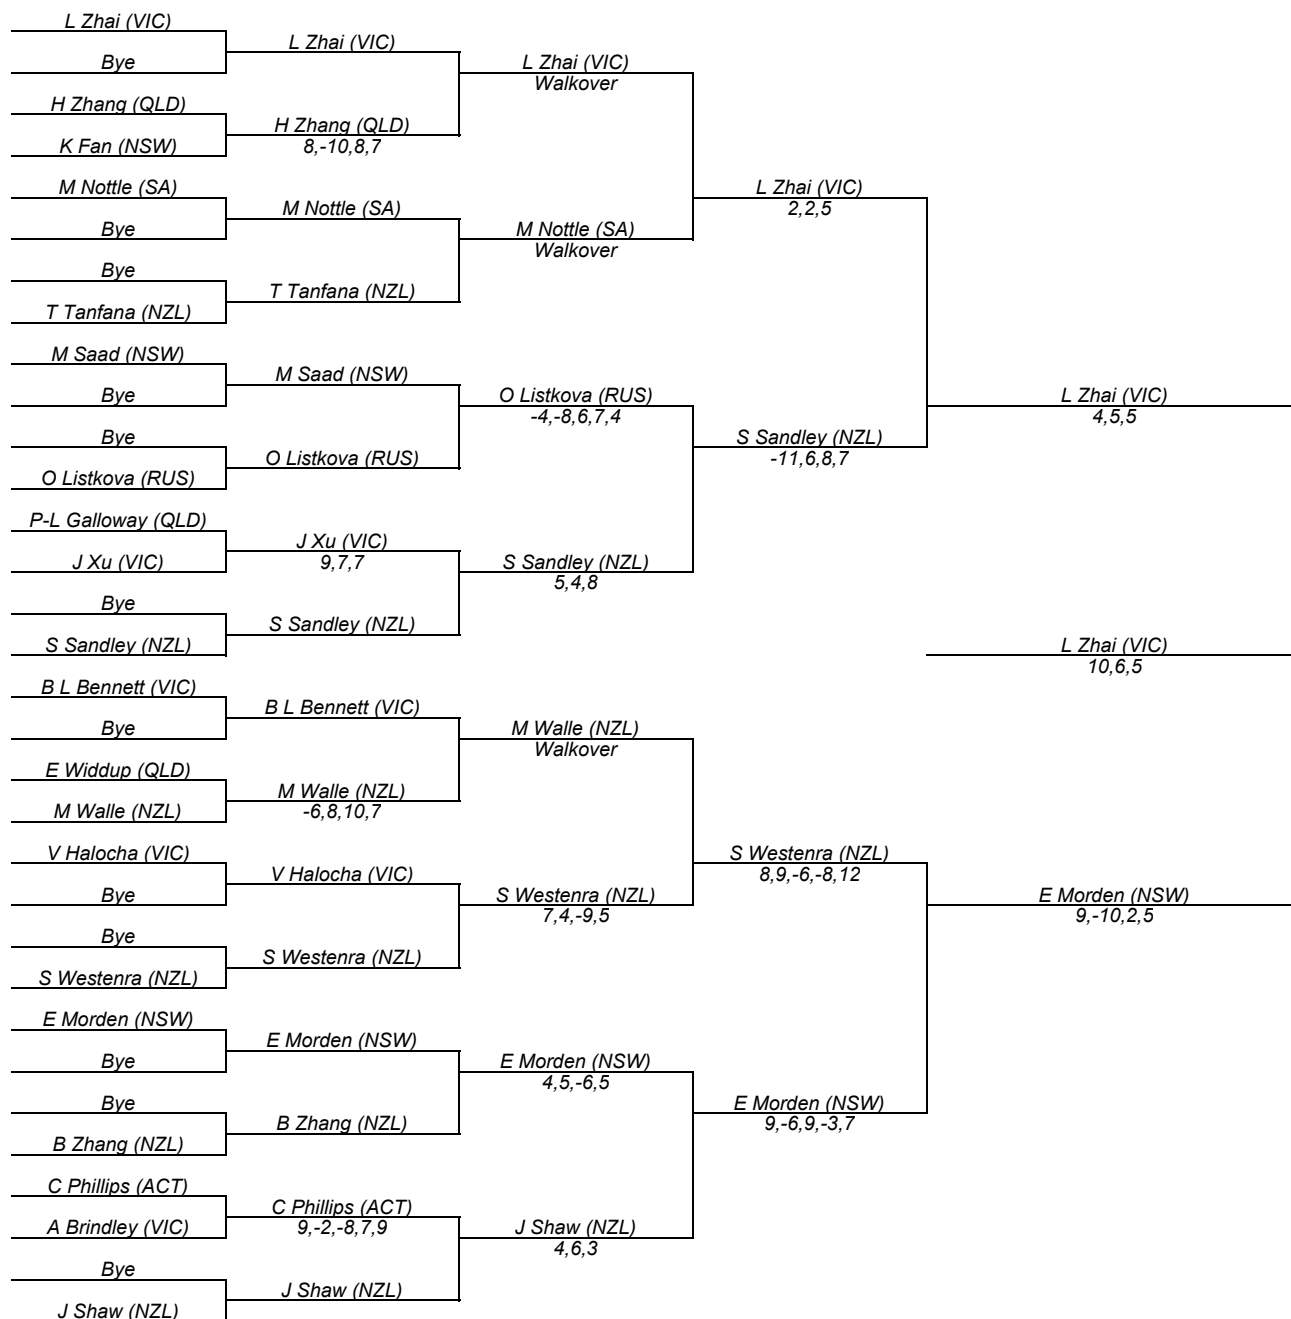 L Zhai (VIC)
Bye
H Zhang (QLD)
K Fan (NSW)
M Nottle (SA)
Bye
Bye
T Tanfana (NZL)
M Saad (NSW)
Bye
Bye
O Listkova (RUS)
P-L Galloway (QLD)
J Xu (VIC)
Bye
S Sandley (NZL)
B L Bennett (VIC)
Bye
E Widdup (QLD)
M Walle (NZL)
V Halocha (VIC)
Bye
Bye
S Westenra (NZL)
E Morden (NSW)
Bye
Bye
B Zhang (NZL)
C Phillips (ACT)
A Brindley (VIC)
Bye
J Shaw (NZL)
L Zhai (VIC)
H Zhang (QLD)
8,-10,8,7
M Nottle (SA)
T Tanfana (NZL)
M Saad (NSW)
O Listkova (RUS)
J Xu (VIC)
9,7,7
S Sandley (NZL)
B L Bennett (VIC)
M Walle (NZL)
-6,8,10,7
V Halocha (VIC)
S Westenra (NZL)
E Morden (NSW)
B Zhang (NZL)
C Phillips (ACT)
9,-2,-8,7,9
J Shaw (NZL)
L Zhai (VIC)
Walkover
M Nottle (SA)
Walkover
O Listkova (RUS)
-4,-8,6,7,4
S Sandley (NZL)
5,4,8
M Walle (NZL)
Walkover
S Westenra (NZL)
7,4,-9,5
E Morden (NSW)
4,5,-6,5
J Shaw (NZL)
4,6,3
L Zhai (VIC)
2,2,5
S Sandley (NZL)
-11,6,8,7
S Westenra (NZL)
8,9,-6,-8,12
E Morden (NSW)
9,-6,9,-3,7
L Zhai (VIC)
4,5,5
L Zhai (VIC)
10,6,5
E Morden (NSW)
9,-10,2,5